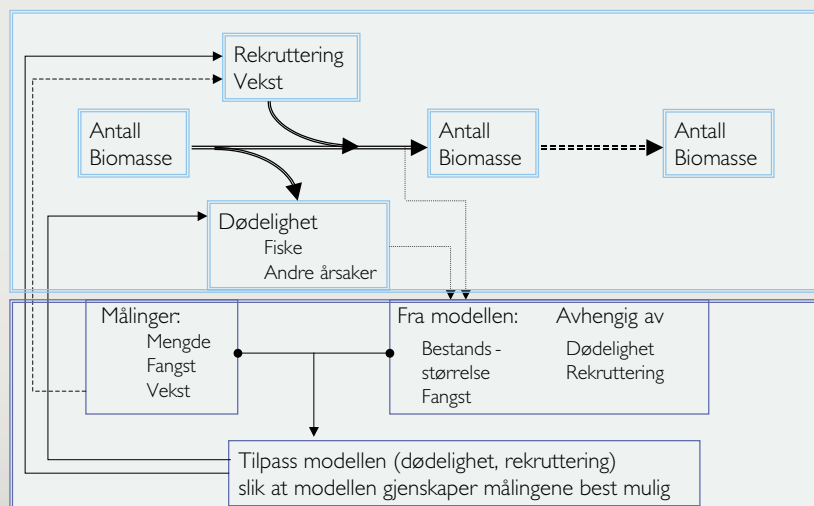 Rekruttering
Vekst
Antall
Biomasse
Antall
Biomasse
Antall
Biomasse
Dødelighet
Fiske
Andre årsaker
Målinger:
Mengde
Fangst
Vekst
Fra modellen:
Bestands-
størrelse
Fangst
Avhengig av
Dødelighet
Rekruttering
Tilpass modellen (dødelighet, rekruttering)
slik at modellen gjenskaper målingene best mulig